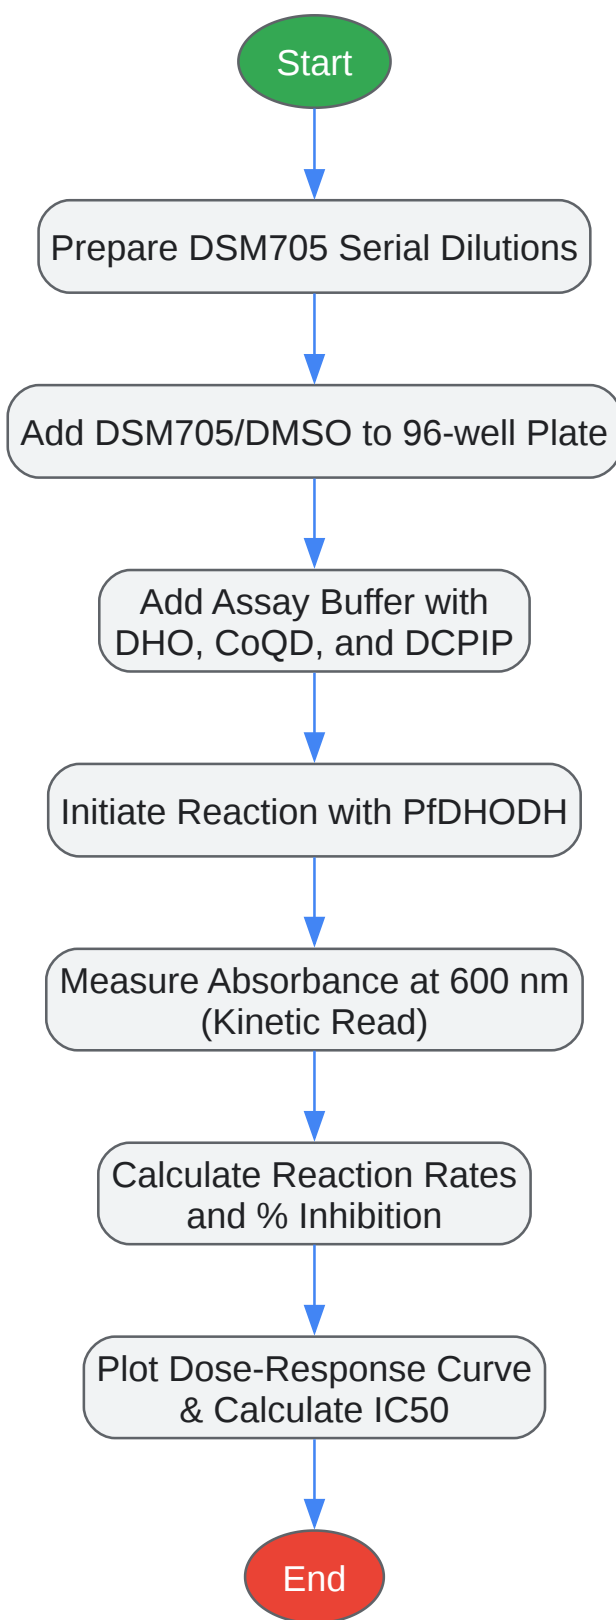 Start
Prepare DSM705 Serial Dilutions
Add DSM705/DMSO to 96-well Plate
Add Assay Buffer with
DHO, CoQD, and DCPIP
Initiate Reaction with PfDHODH
Measure Absorbance at 600 nm
(Kinetic Read)
Calculate Reaction Rates
and % Inhibition
Plot Dose-Response Curve
& Calculate IC50
End